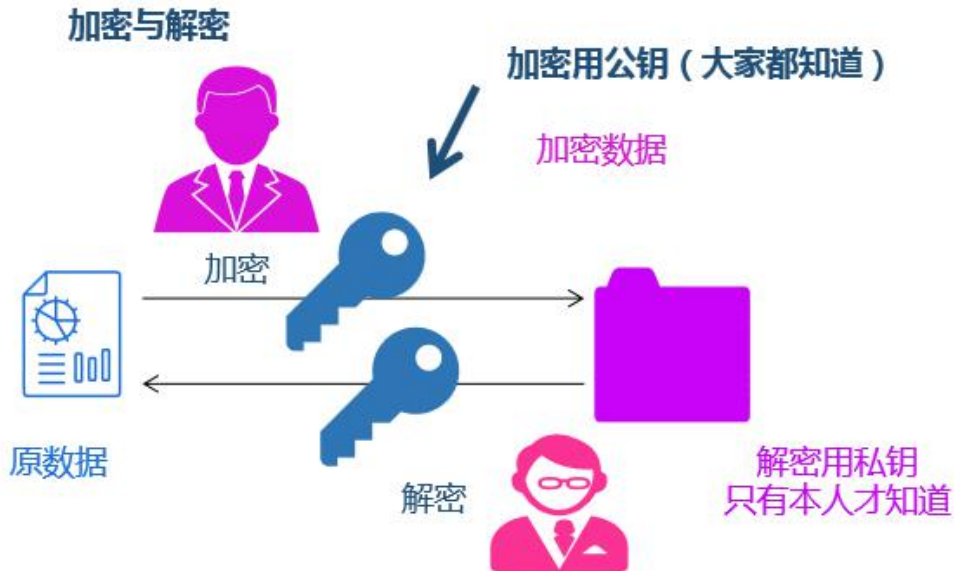 加密与解密
加密用公钥（大家都知道）
加密数据
加密
原数据
解密
解密用私钥
只有本人才知道